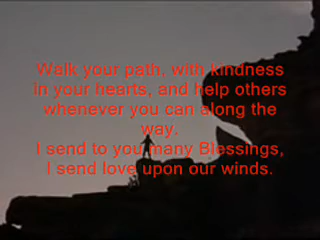 Walk your path, with kindness
in your hearts, and help others
whenever you can along the
way.
I send to you many Blessings,
I send love upon our winds.